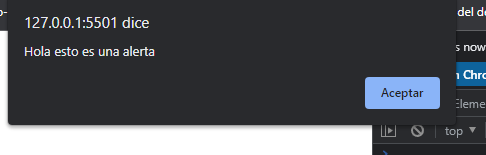 127.0.0.1:5501 dice
Hola esto es una alerta
Aceptar
del
s now
Chro
Eleme
top